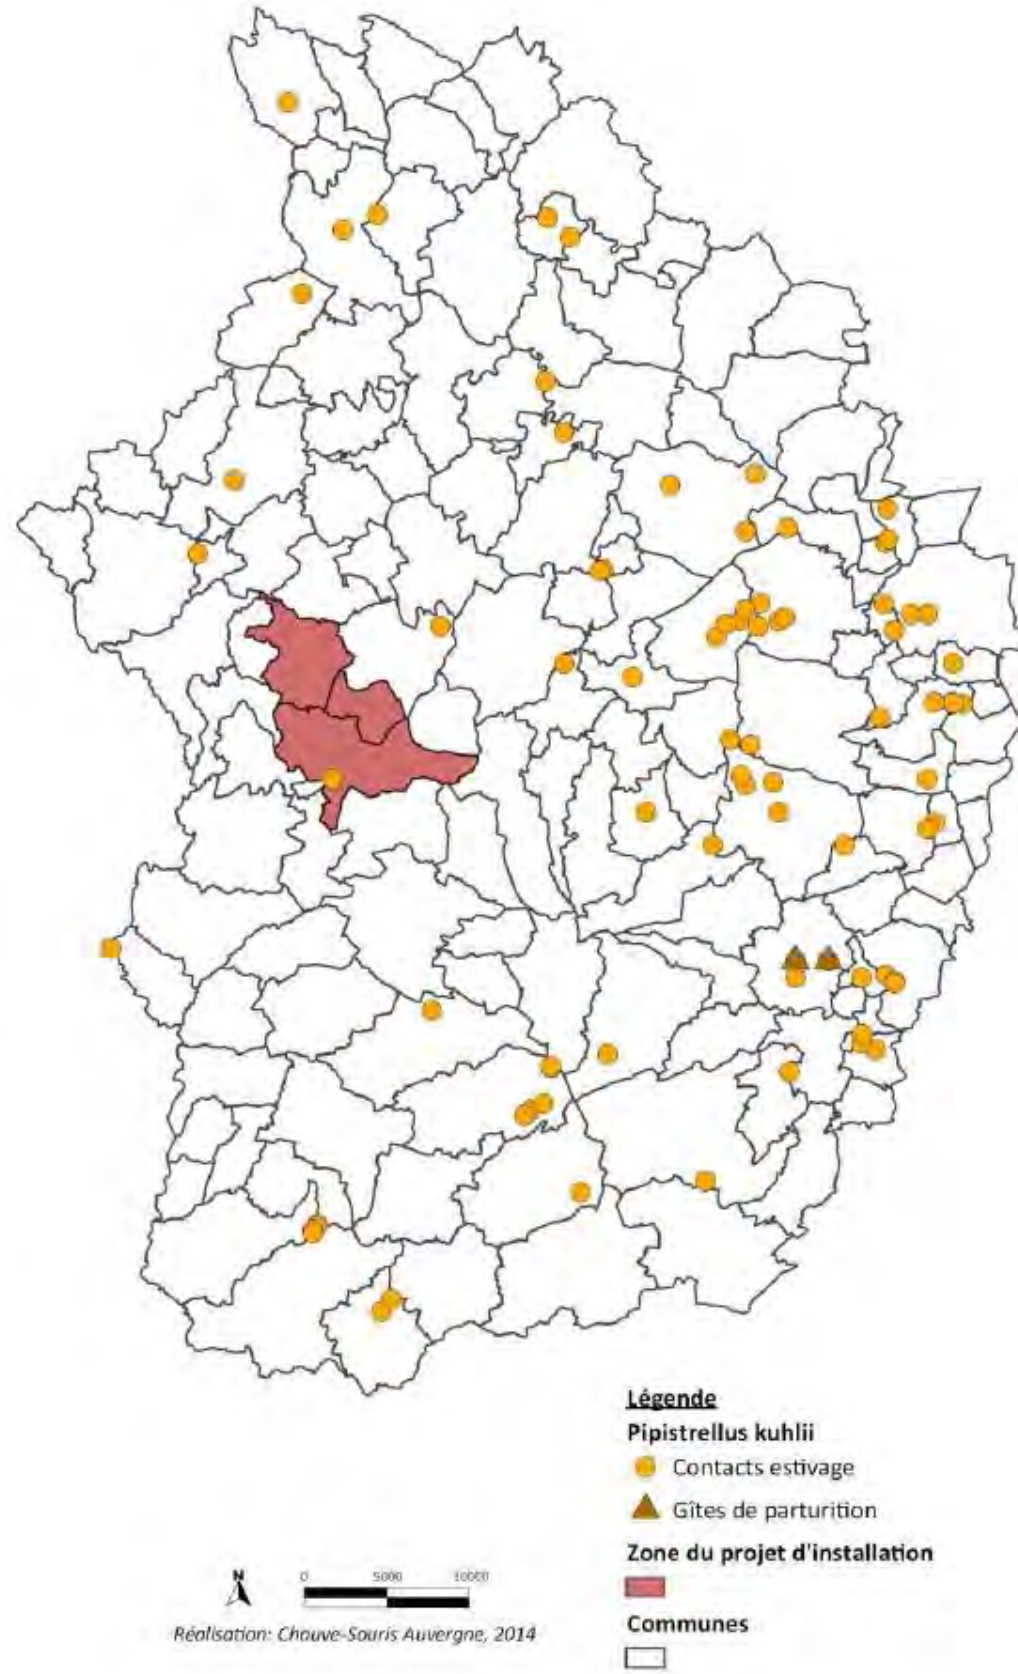 Légende
Pipistrellus kuhlii
Contacts estivage
Gîtes de parturition
Zone du projet d'installation
Communes
N
0 5000 10000
Réalisation: Chauve-Souris Auvergne, 2014